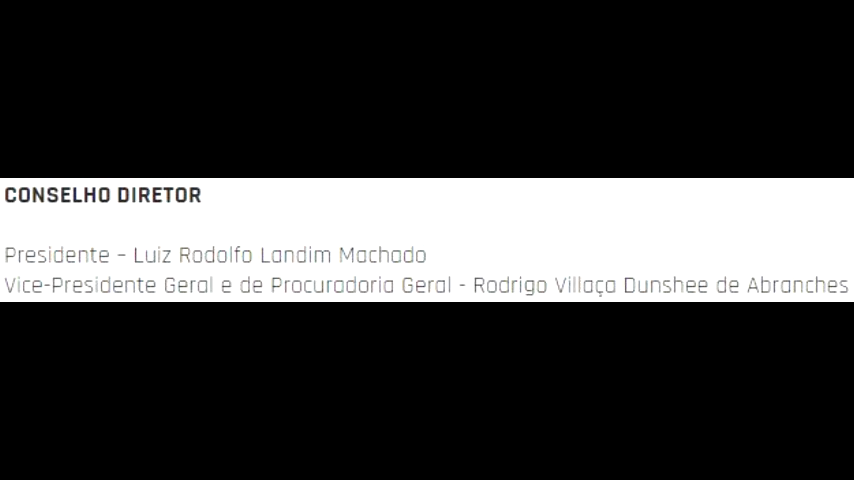 CONSELHO DIRETOR
Presidente – Luiz Rodolfo Landim Machado
Vice-Presidente Geral e de Procuradoria Geral - Rodrigo Villaça Dunshee de Abranches